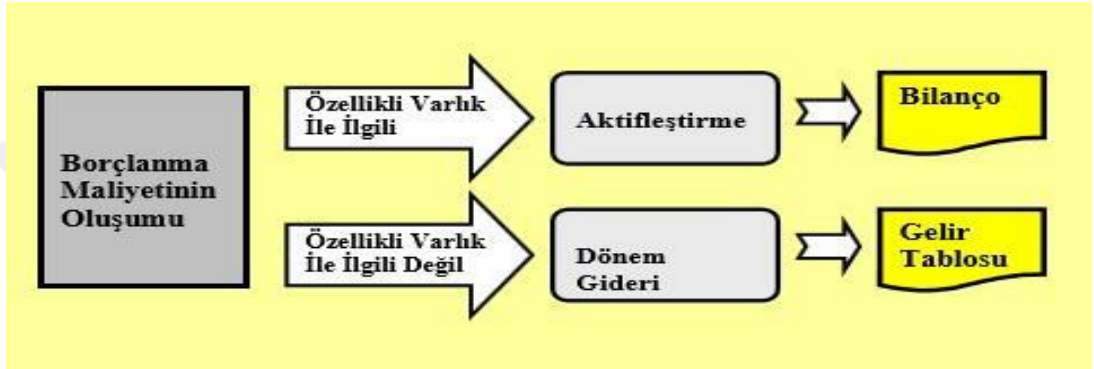 Borçlanma
Maliyetinin
Oluşumu
Özellikli Varlık
İle İlgili
Aktifleştirme
Bilanço
Özellikli Varlık
İle İlgili Değil
Dönem
Gideri
Gelir
Tablosu